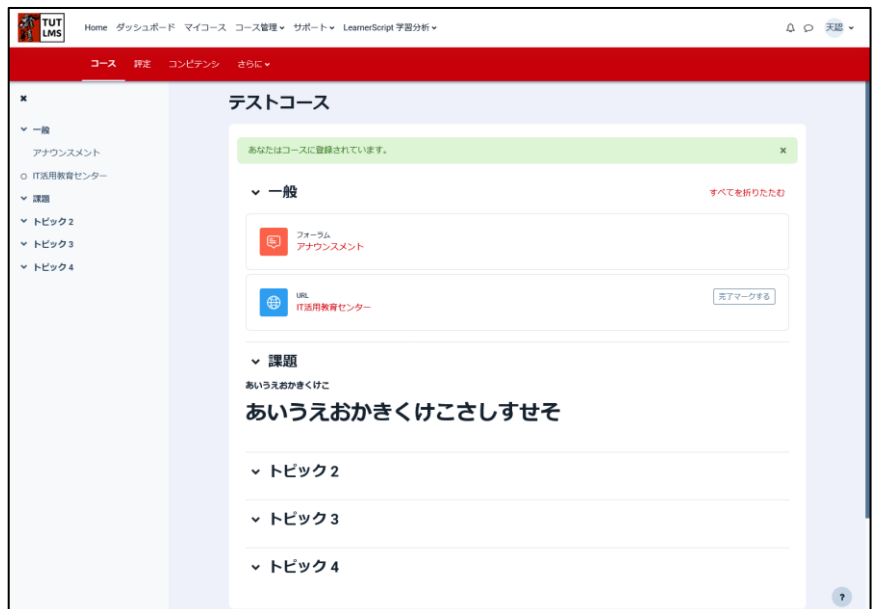 TUT
LMS
Home ダッシュボード マイコース コース管理 サポート LearnerScript 学習分析
天認
コース 評定 コンピテンシ さらに
一般
アナウンスメント
IT活用教育センター
課題
トピック 2
トピック 3
トピック 4
テストコース
あなたはコースに登録されています。
一般
すべてを折りたたむ
フォーラム
アナウンスメント
URL
IT活用教育センター
完了マークする
課題
あいうえおかきくけこ
あいうえおかきくけこさしすせそ
トピック 2
トピック 3
トピック 4
?